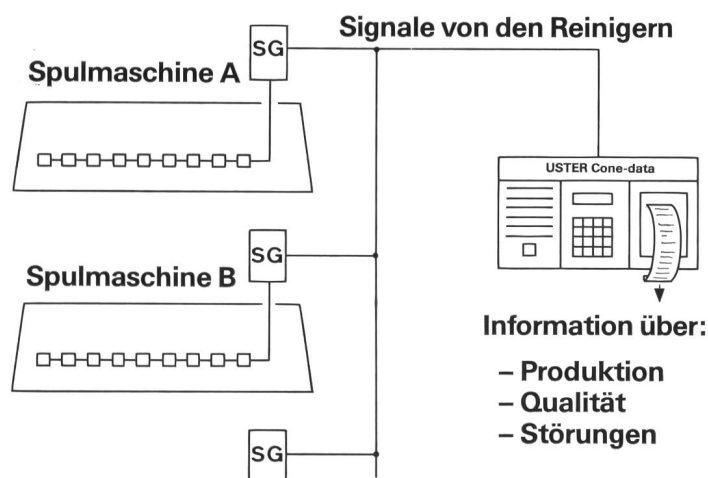 Signale von den Reinigern
SG
Spulmaschine A
USTER Cone-data
SG
Spulmaschine B
Information über:
– Produktion
– Qualität
– Störungen
SG